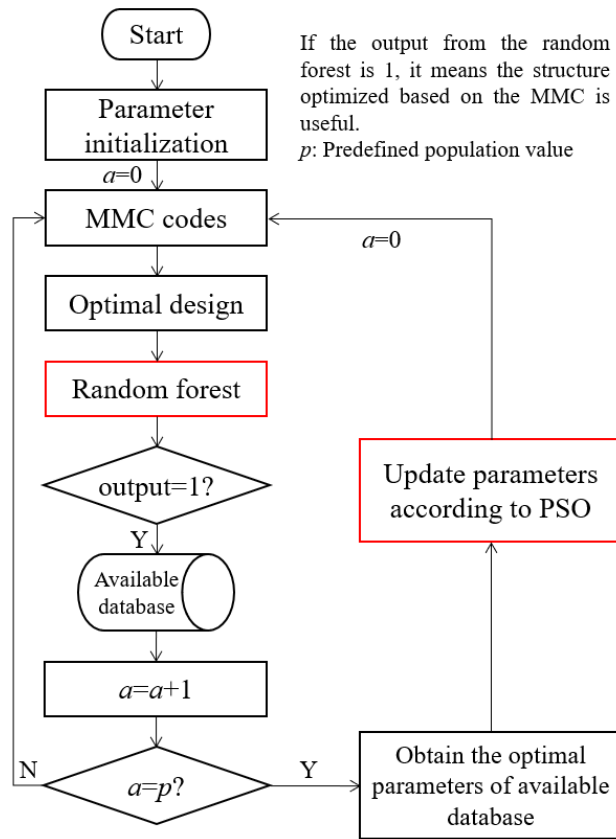 Start
If the output from the random
forest is 1, it means the structure
optimized based on the MMC is
useful.
p: Predefined population value
Parameter
initialization
a=0
MMC codes
a=0
Optimal design
Random forest
Update parameters
according to PSO
output=1?
Y
Available
database
a=a+1
N
a=p?
Y
Obtain the optimal
parameters of available
database